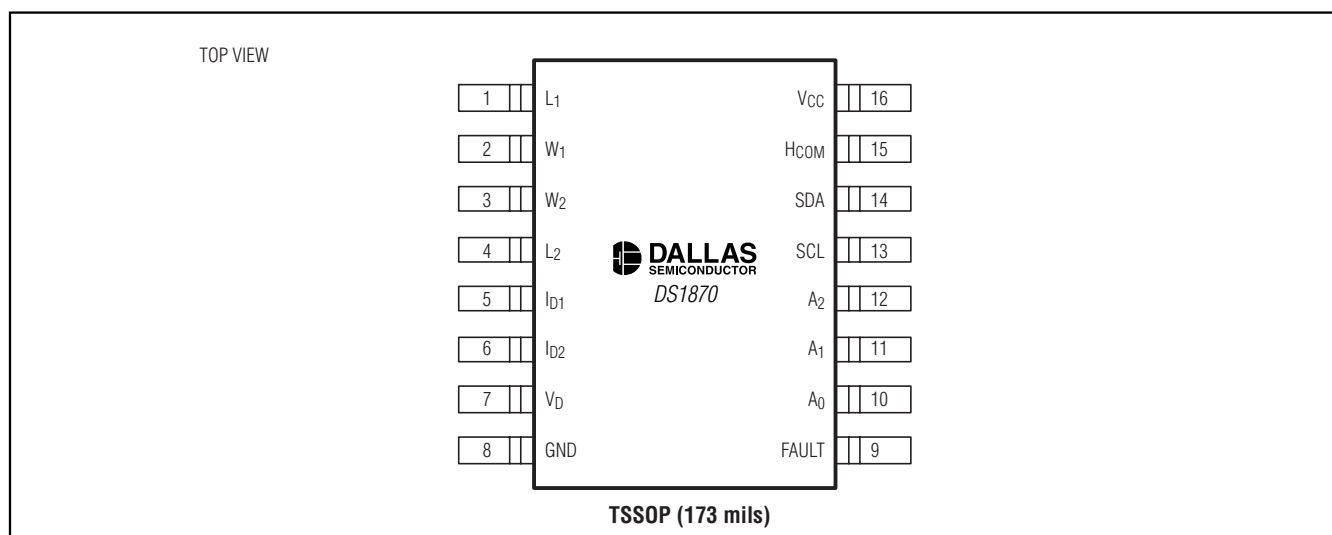 TOP VIEW
1 L1 VCC 16
2 W1 HCOM 15
3 W2 SDA 14
4 L2 SCL 13
DALLAS
SEMICONDUCTOR
DS1870
5 ID1 A2 12
6 ID2 A1 11
7 VD A0 10
8 GND FAULT 9
TSSOP (173 mils)